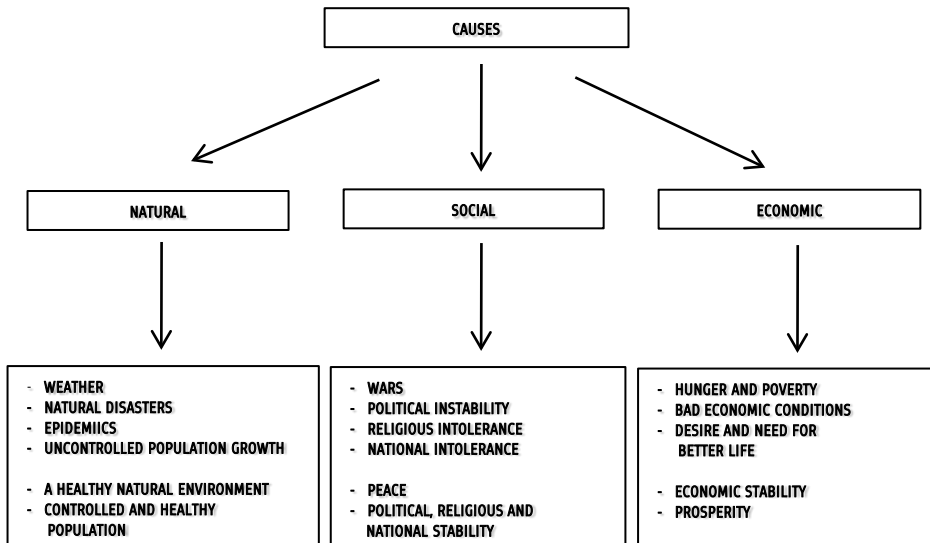 CAUSES
NATURAL
SOCIAL
ECONOMIC
- WEATHER
- NATURAL DISASTERS
- EPIDEMIICS
- UNCONTROLLED POPULATION GROWTH
- A HEALTHY NATURAL ENVIRONMENT
- CONTROLLED AND HEALTHY
POPULATION
- WARS
- POLITICAL INSTABILITY
- RELIGIOUS INTOLERANCE
- NATIONAL INTOLERANCE
- PEACE
- POLITICAL, RELIGIOUS AND
NATIONAL STABILITY
- HUNGER AND POVERTY
- BAD ECONOMIC CONDITIONS
- DESIRE AND NEED FOR
BETTER LIFE
- ECONOMIC STABILITY
- PROSPERITY